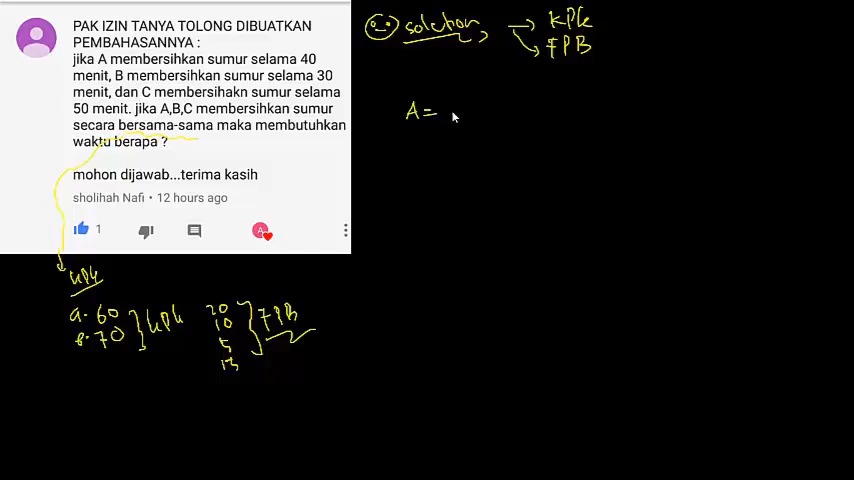 PAK IZIN TANYA TOLONG DIBUATKAN
PEMBAHASANNYA :
jika A membersihkan sumur selama 40
menit, B membersihkan sumur selama 30
menit, dan C membersihakn sumur selama
50 menit. jika A,B,C membersihkan sumur
secara bersama-sama maka membutuhkan
waktu berapa ?
mohon dijawab...terima kasih
sholihah Nafi • 12 hours ago
1
A
solution → KPK
FPB
A =
KPK
a. 60
b. 70
KPK
20
10
5
FPB